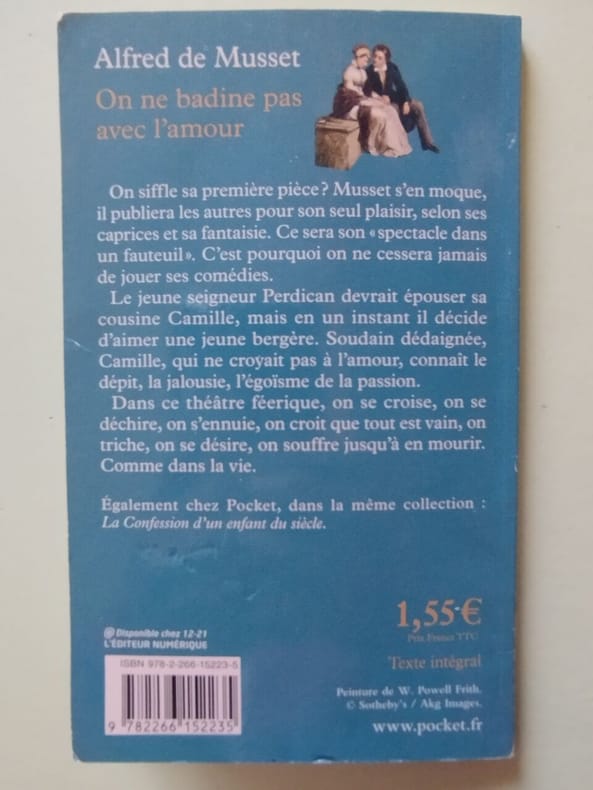 Alfred de Musset
On ne badine pas
avec l'amour
On siffle sa première pièce ? Musset s'en moque,
il publiera les autres pour son seul plaisir, selon ses
caprices et sa fantaisie. Ce sera son « spectacle dans
un fauteuil ». C'est pourquoi on ne cessera jamais
de jouer ses comédies.
Le jeune seigneur Perdican devrait épouser sa
cousine Camille, mais en un instant il décide
d'aimer une jeune bergère. Soudain dédaignée,
Camille, qui ne croyait pas à l'amour, connaît le
dépit, la jalousie, l'égoïsme de la passion.
Dans ce théâtre féerique, on se croise, on se
déchire, on s'ennuie, on croit que tout est vain, on
triche, on se désire, on souffre jusqu'à en mourir.
Comme dans la vie.
Également chez Pocket, dans la même collection :
La Confession d'un enfant du siècle.
1,55 €
Prix France TTC
@ Disponible chez 12-21
L'ÉDITEUR NUMÉRIQUE
Texte intégral
ISBN 978-2-266-15223-5
9 782266 152235
Peinture de W. Powell Frith.
© Sotheby's / Akg Images.
www.pocket.fr